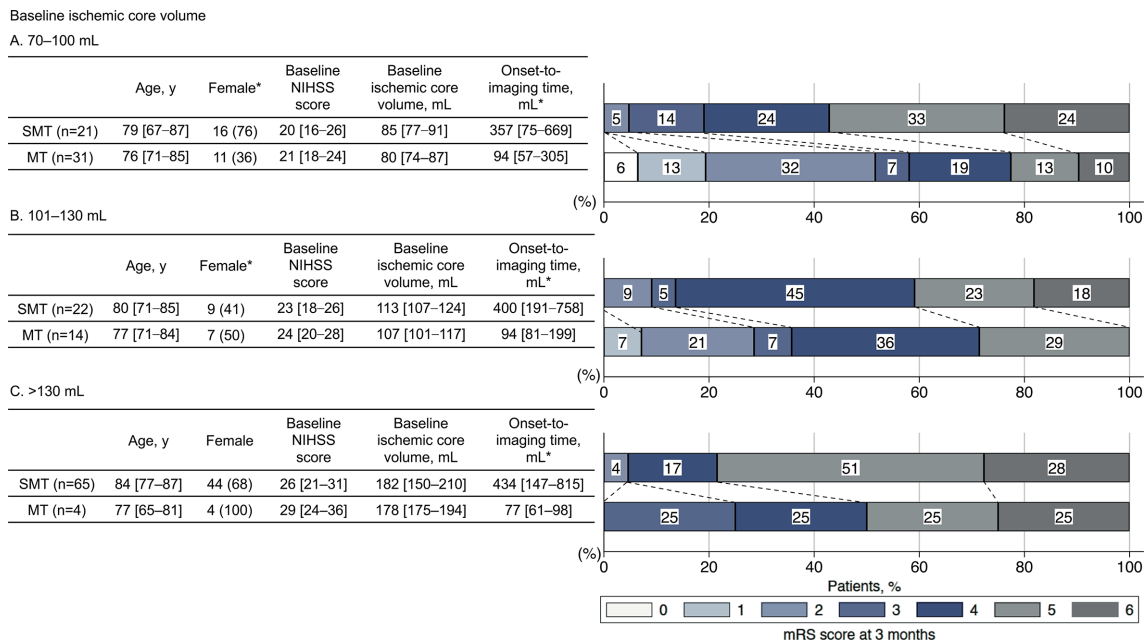 Baseline ischemic core volume
A. 70–100 mL
Age, y Female* Baseline NIHSS score Baseline ischemic core volume, mL Onset-to-imaging time, mL*
SMT (n=21) 79 [67–87] 16 (76) 20 [16–26] 85 [77–91] 357 [75–669]
MT (n=31) 76 [71–85] 11 (36) 21 [18–24] 80 [74–87] 94 [57–305]
5 14 24 33 24
6 13 32 7 19 13 10
(%) 0 20 40 60 80 100
B. 101–130 mL
Age, y Female* Baseline NIHSS score Baseline ischemic core volume, mL Onset-to-imaging time, mL*
SMT (n=22) 80 [71–85] 9 (41) 23 [18–26] 113 [107–124] 400 [191–758]
MT (n=14) 77 [71–84] 7 (50) 24 [20–28] 107 [101–117] 94 [81–199]
9 5 45 23 18
7 21 7 36 29
(%) 0 20 40 60 80 100
C. >130 mL
Age, y Female Baseline NIHSS score Baseline ischemic core volume, mL Onset-to-imaging time, mL*
SMT (n=65) 84 [77–87] 44 (68) 26 [21–31] 182 [150–210] 434 [147–815]
MT (n=4) 77 [65–81] 4 (100) 29 [24–36] 178 [175–194] 77 [61–98]
4 17 51 28
25 25 25 25
(%) 0 20 40 60 80 100
Patients, %
0 1 2 3 4 5 6
mRS score at 3 months